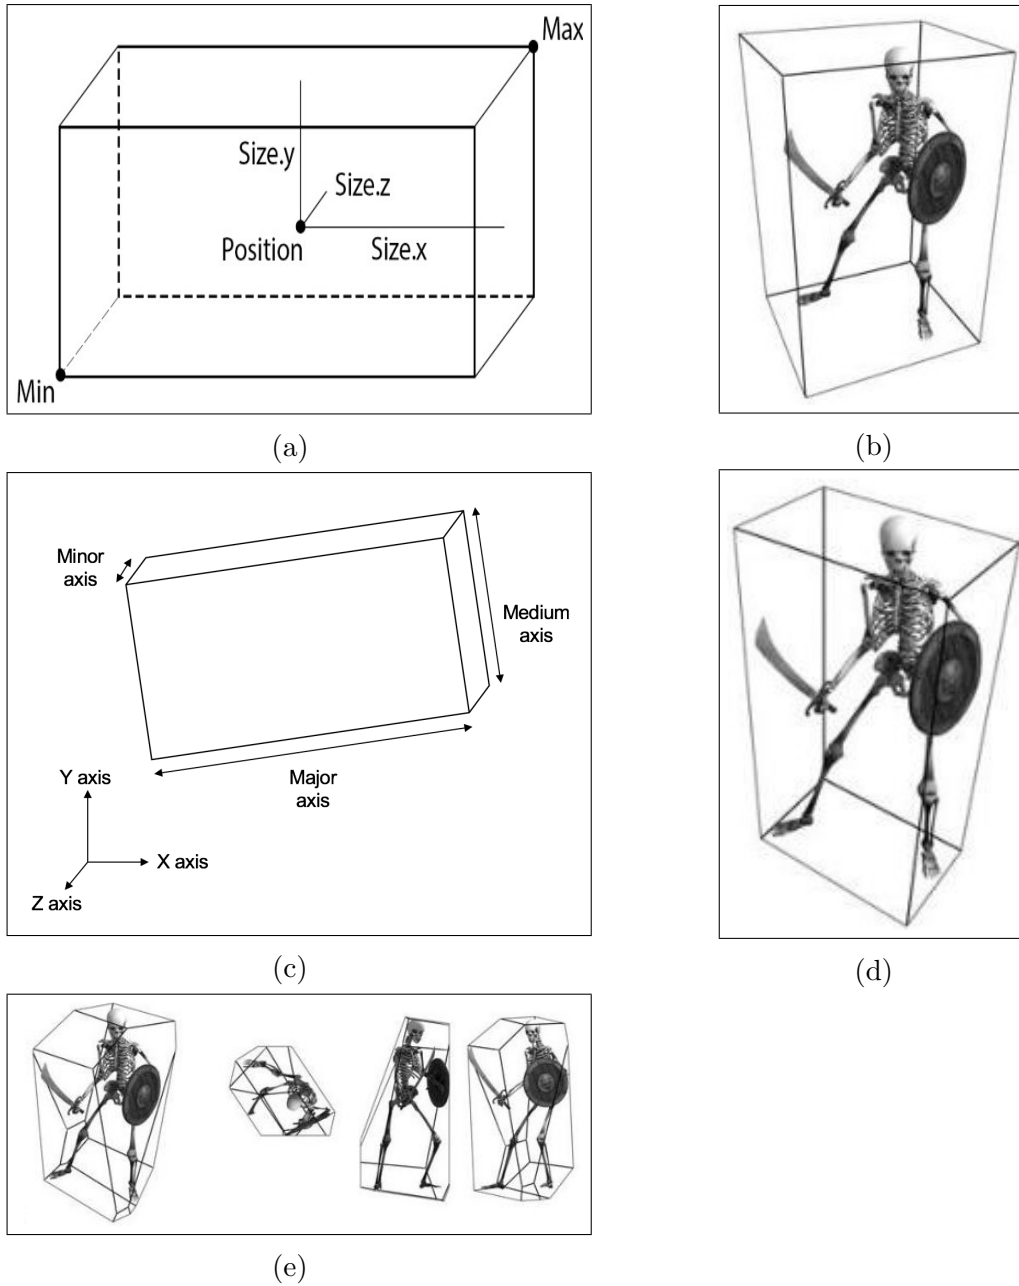 Max
Size.y
Size.z
Position
Size.x
Min
(a)
(b)
Minor
axis
Medium
axis
Major
axis
Y axis
X axis
Z axis
(c)
(d)
(e)